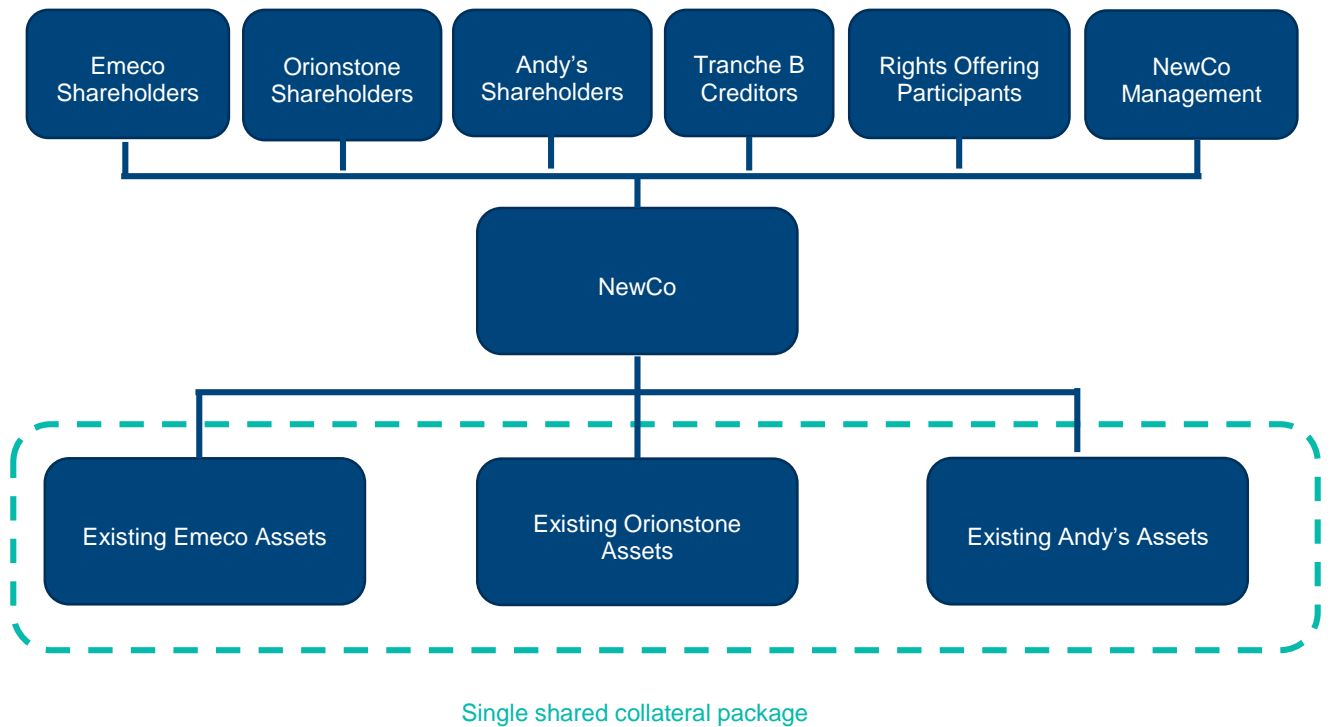 Emeco
Shareholders
Orionstone
Shareholders
Andy’s
Shareholders
Tranche B
Creditors
Rights Offering
Participants
NewCo
Management
NewCo
Existing Emeco Assets
Existing Orionstone
Assets
Existing Andy’s Assets
Single shared collateral package